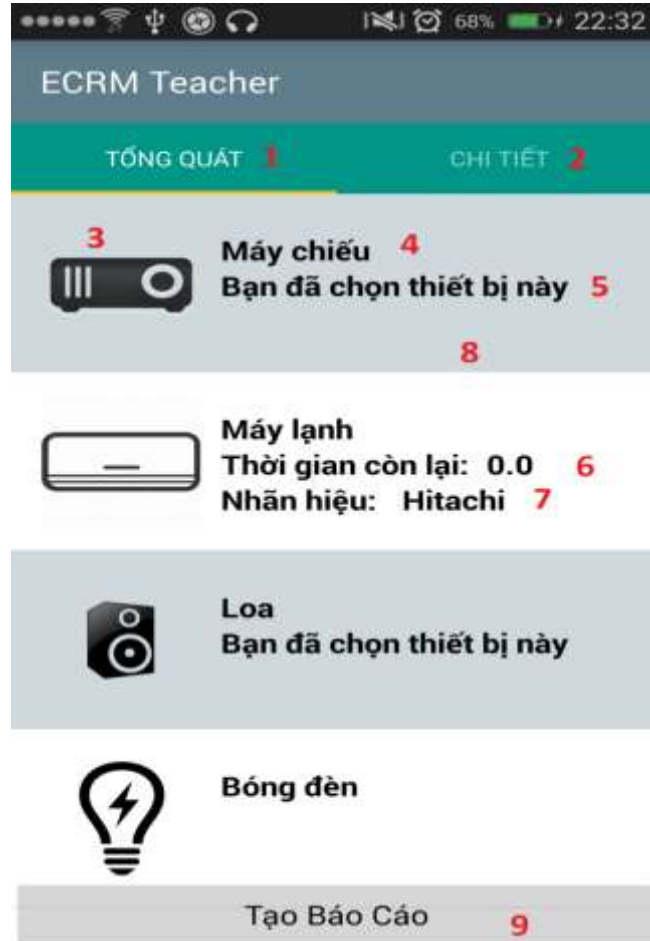 68% 22:32
ECRM Teacher
TỔNG QUÁT 1 CHI TIẾT 2
3
Máy chiếu 4
Bạn đã chọn thiết bị này 5
8
Máy lạnh
Thời gian còn lại: 0.0 6
Nhãn hiệu: Hitachi 7
Loa
Bạn đã chọn thiết bị này
Bóng đèn
Tạo Báo Cáo 9